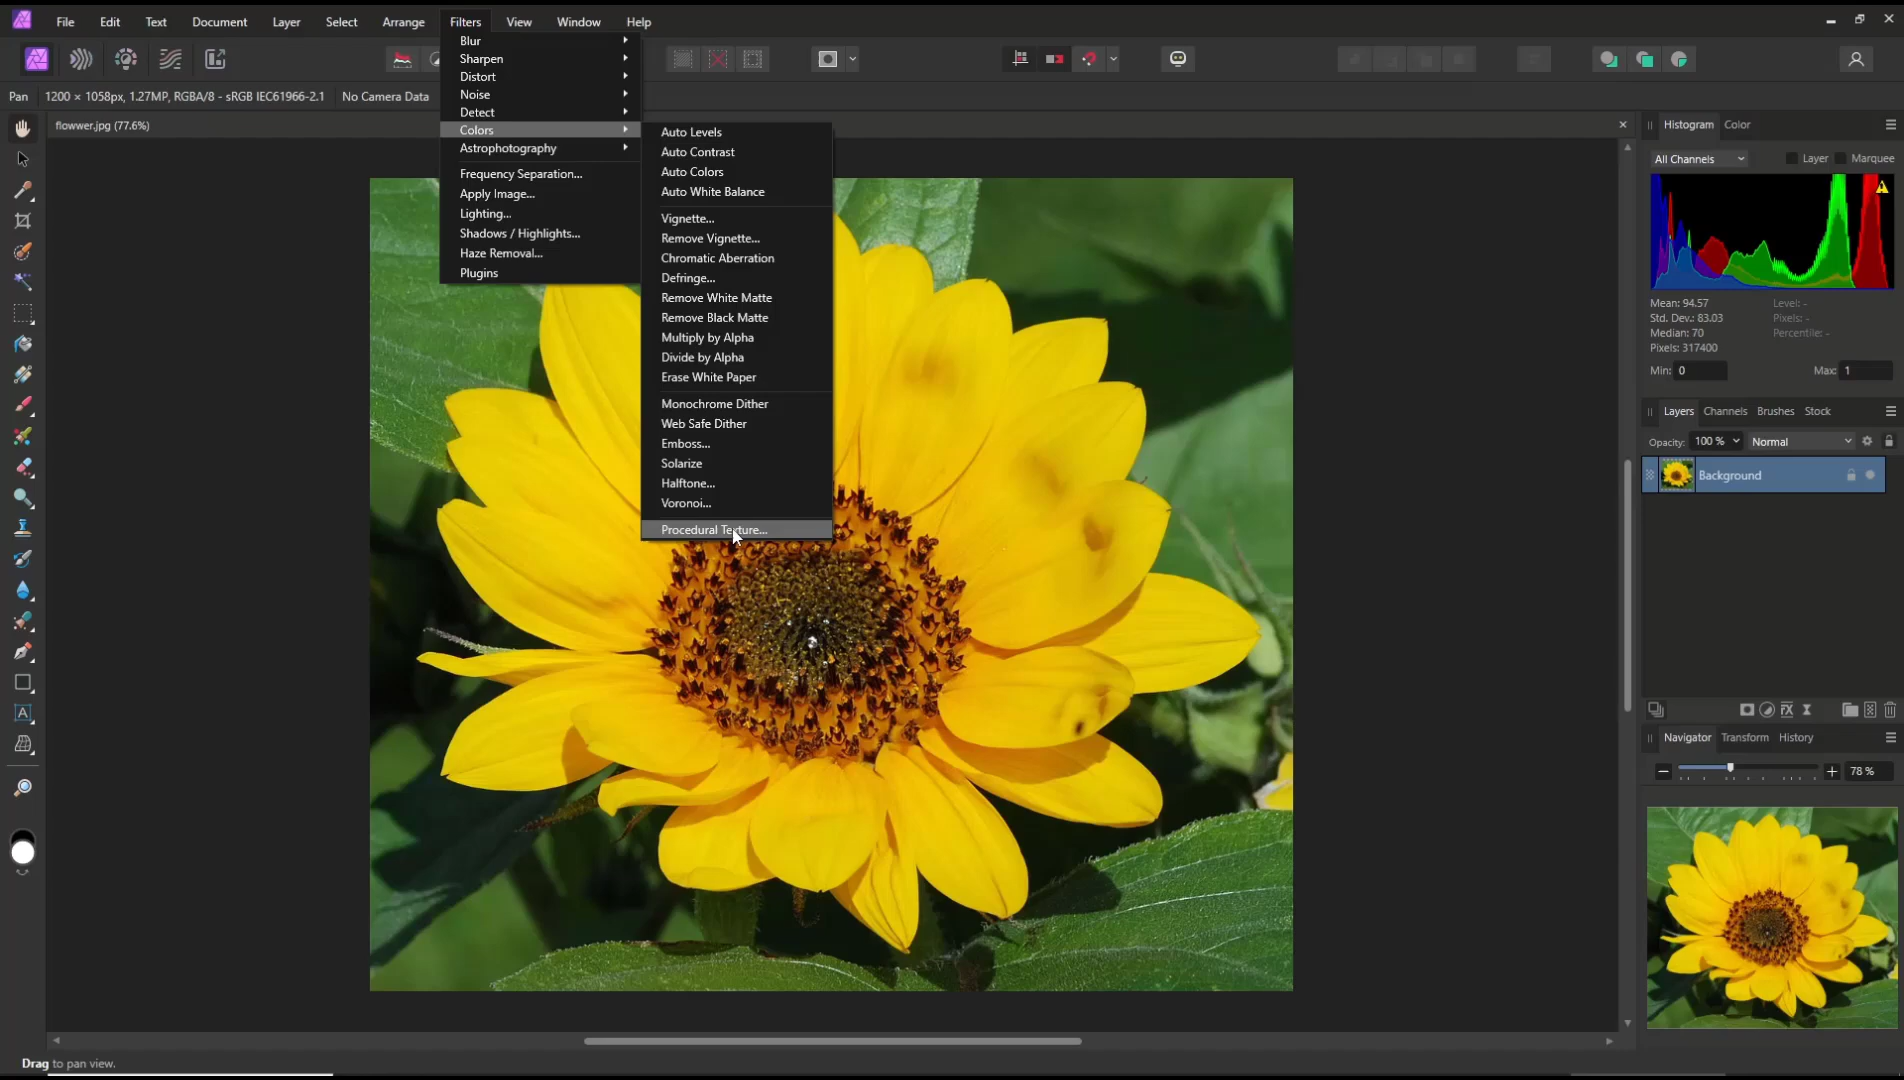 File Edit Text Document Layer Select Arrange Filters View Window Help
Pan 1200 × 1058px, 1.27MP, RGBA/8 - sRGB IEC61966-2.1 No Camera Data
flowwer.jpg (77.6%)
Blur
Sharpen
Distort
Noise
Detect
Colors
Astrophotography
Frequency Separation...
Apply Image...
Lighting...
Shadows / Highlights...
Haze Removal...
Plugins
Auto Levels
Auto Contrast
Auto Colors
Auto White Balance
Vignette...
Remove Vignette...
Chromatic Aberration
Defringe...
Remove White Matte
Remove Black Matte
Multiply by Alpha
Divide by Alpha
Erase White Paper
Monochrome Dither
Web Safe Dither
Emboss...
Solarize
Halftone...
Voronoi...
Procedural Texture...
Histogram Color
All Channels Layer Marquee
Mean: 94.57 Level: -
Std. Dev.: 83.03 Pixels: -
Median: 70 Percentile: -
Pixels: 317400
Min: 0 Max: 1
Layers Channels Brushes Stock
Opacity: 100 % Normal
Background
Navigator Transform History
78 %
Drag to pan view.